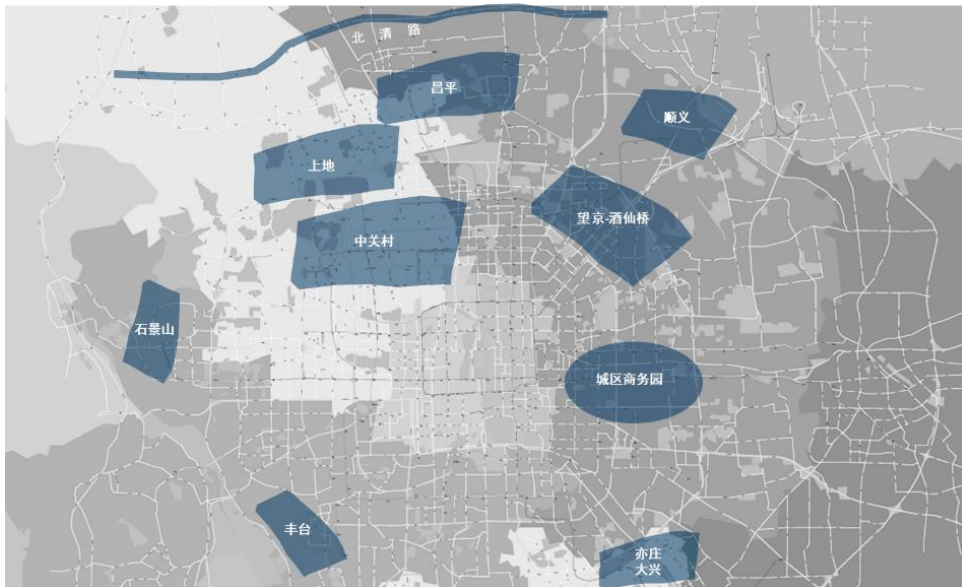 北清路
昌平
顺义
上地
望京-酒仙桥
中关村
石景山
城区商务园
丰台
亦庄
大兴